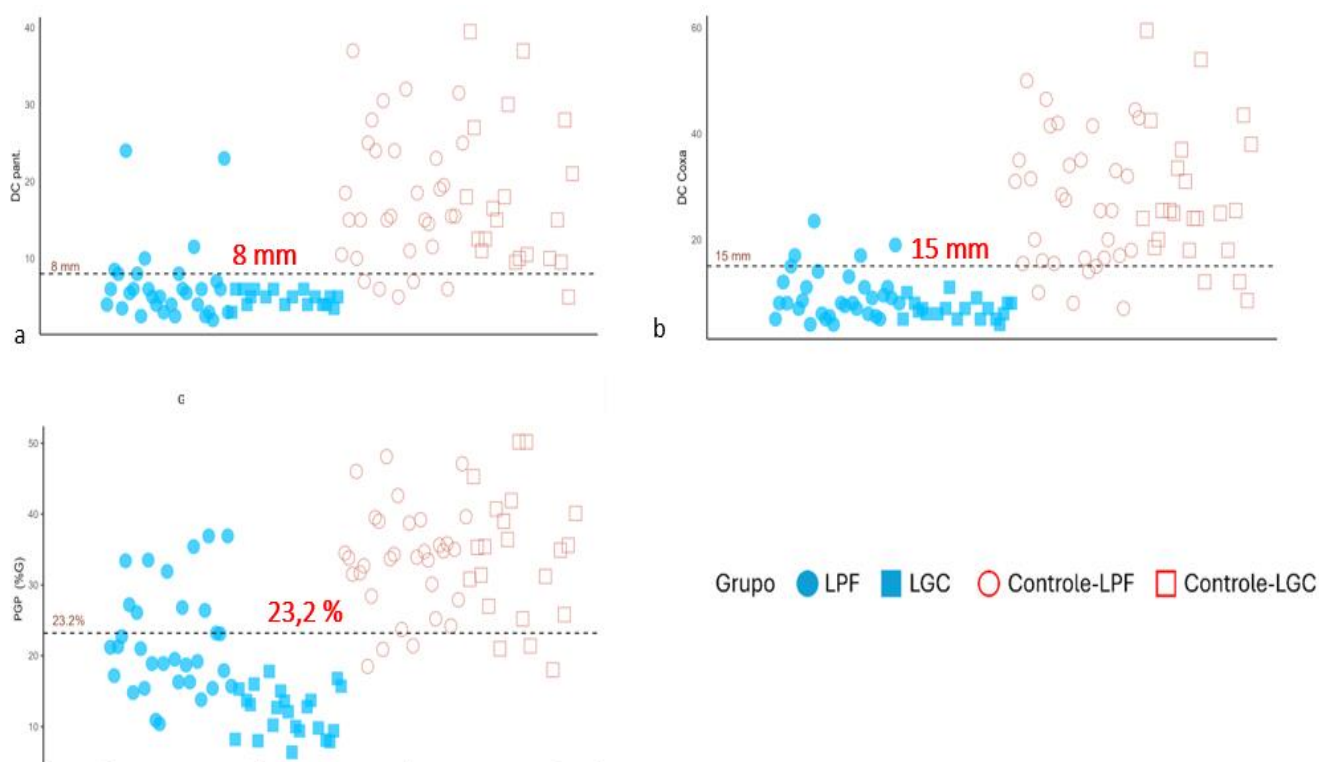 40
30
20
10
DC pant.
8 mm
8 mm
a
60
40
20
DC Coxa
15 mm
15 mm
b
G
50
40
30
20
10
PGP (%G)
23.2%
23,2 %
Grupo LPF LGC Controle-LPF Controle-LGC